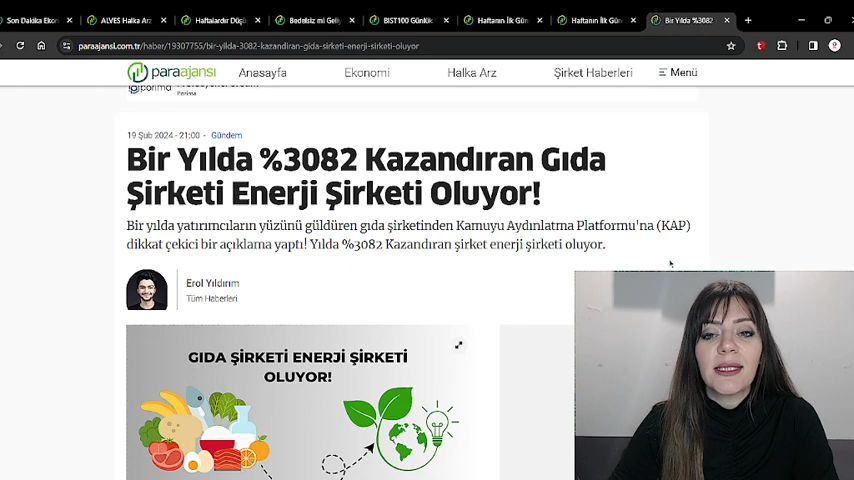 Son Dakika Ekon
ALVES Halka Arz
Haftalardır Düşü
Bedelsiz mi Geliy
BIST100 Günlük
Haftanın İlk Gün
Haftanın İlk Gün
Bir Yılda %3082
paraajansi.com.tr/haber/19307755/bir-yilda-3082-kazandiran-gida-sirketi-enerji-sirketi-oluyor
paraajansı
Anasayfa
Ekonomi
Halka Arz
Şirket Haberleri
Menü
porima
Porima
19 Şub 2024 - 21:00 - Gündem
Bir Yılda %3082 Kazandıran Gıda
Şirketi Enerji Şirketi Oluyor!
Bir yılda yatırımcıların yüzünü güldüren gıda şirketinden Kamuyu Aydınlatma Platformu'na (KAP)
dikkat çekici bir açıklama yaptı! Yılda %3082 Kazandıran şirket enerji şirketi oluyor.
Erol Yıldırım
Tüm Haberleri
GIDA ŞİRKETİ ENERJİ ŞİRKETİ
OLUYOR!